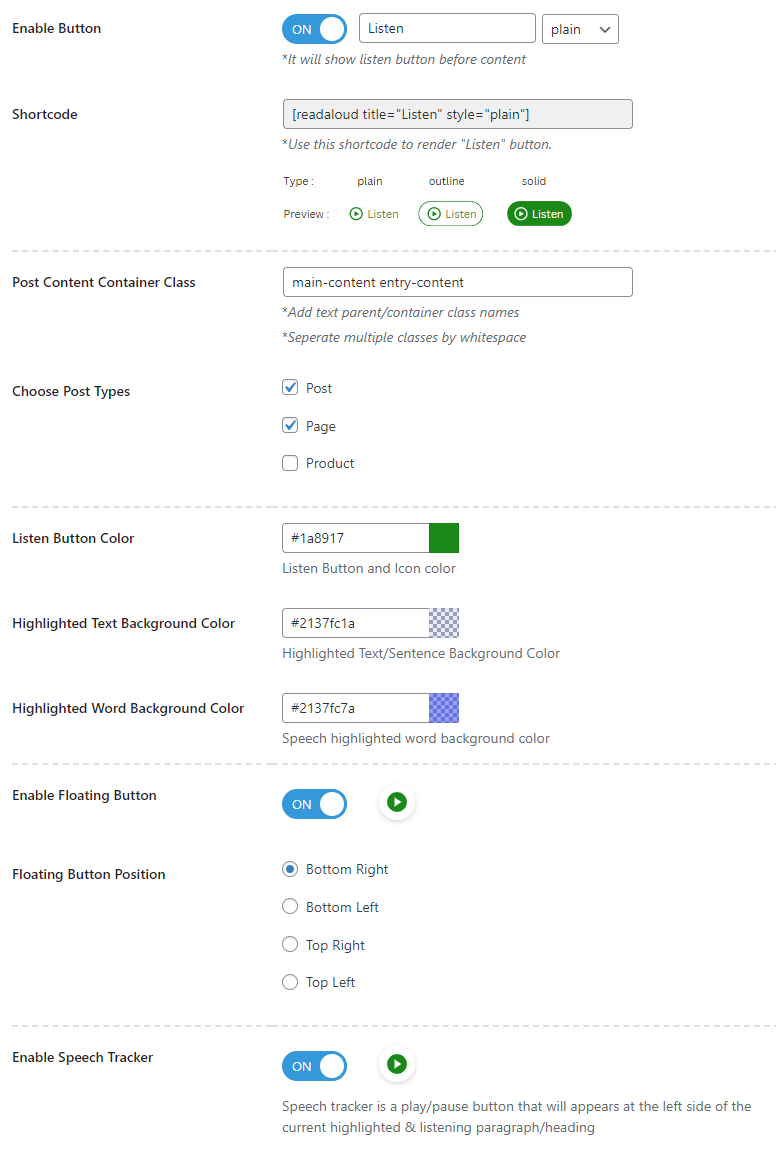 Enable Button ON Listen plain
*It will show listen button before content
Shortcode [readaloud title="Listen" style="plain"]
*Use this shortcode to render "Listen" button.
Type : plain outline solid
Preview : Listen Listen Listen
Post Content Container Class main-content entry-content
*Add text parent/container class names
*Seperate multiple classes by whitespace
Choose Post Types Post
Page
Product
Listen Button Color #1a8917
Listen Button and Icon color
Highlighted Text Background Color #2137fc1a
Highlighted Text/Sentence Background Color
Highlighted Word Background Color #2137fc7a
Speech highlighted word background color
Enable Floating Button ON
Floating Button Position Bottom Right
Bottom Left
Top Right
Top Left
Enable Speech Tracker ON
Speech tracker is a play/pause button that will appears at the left side of the
current highlighted & listening paragraph/heading